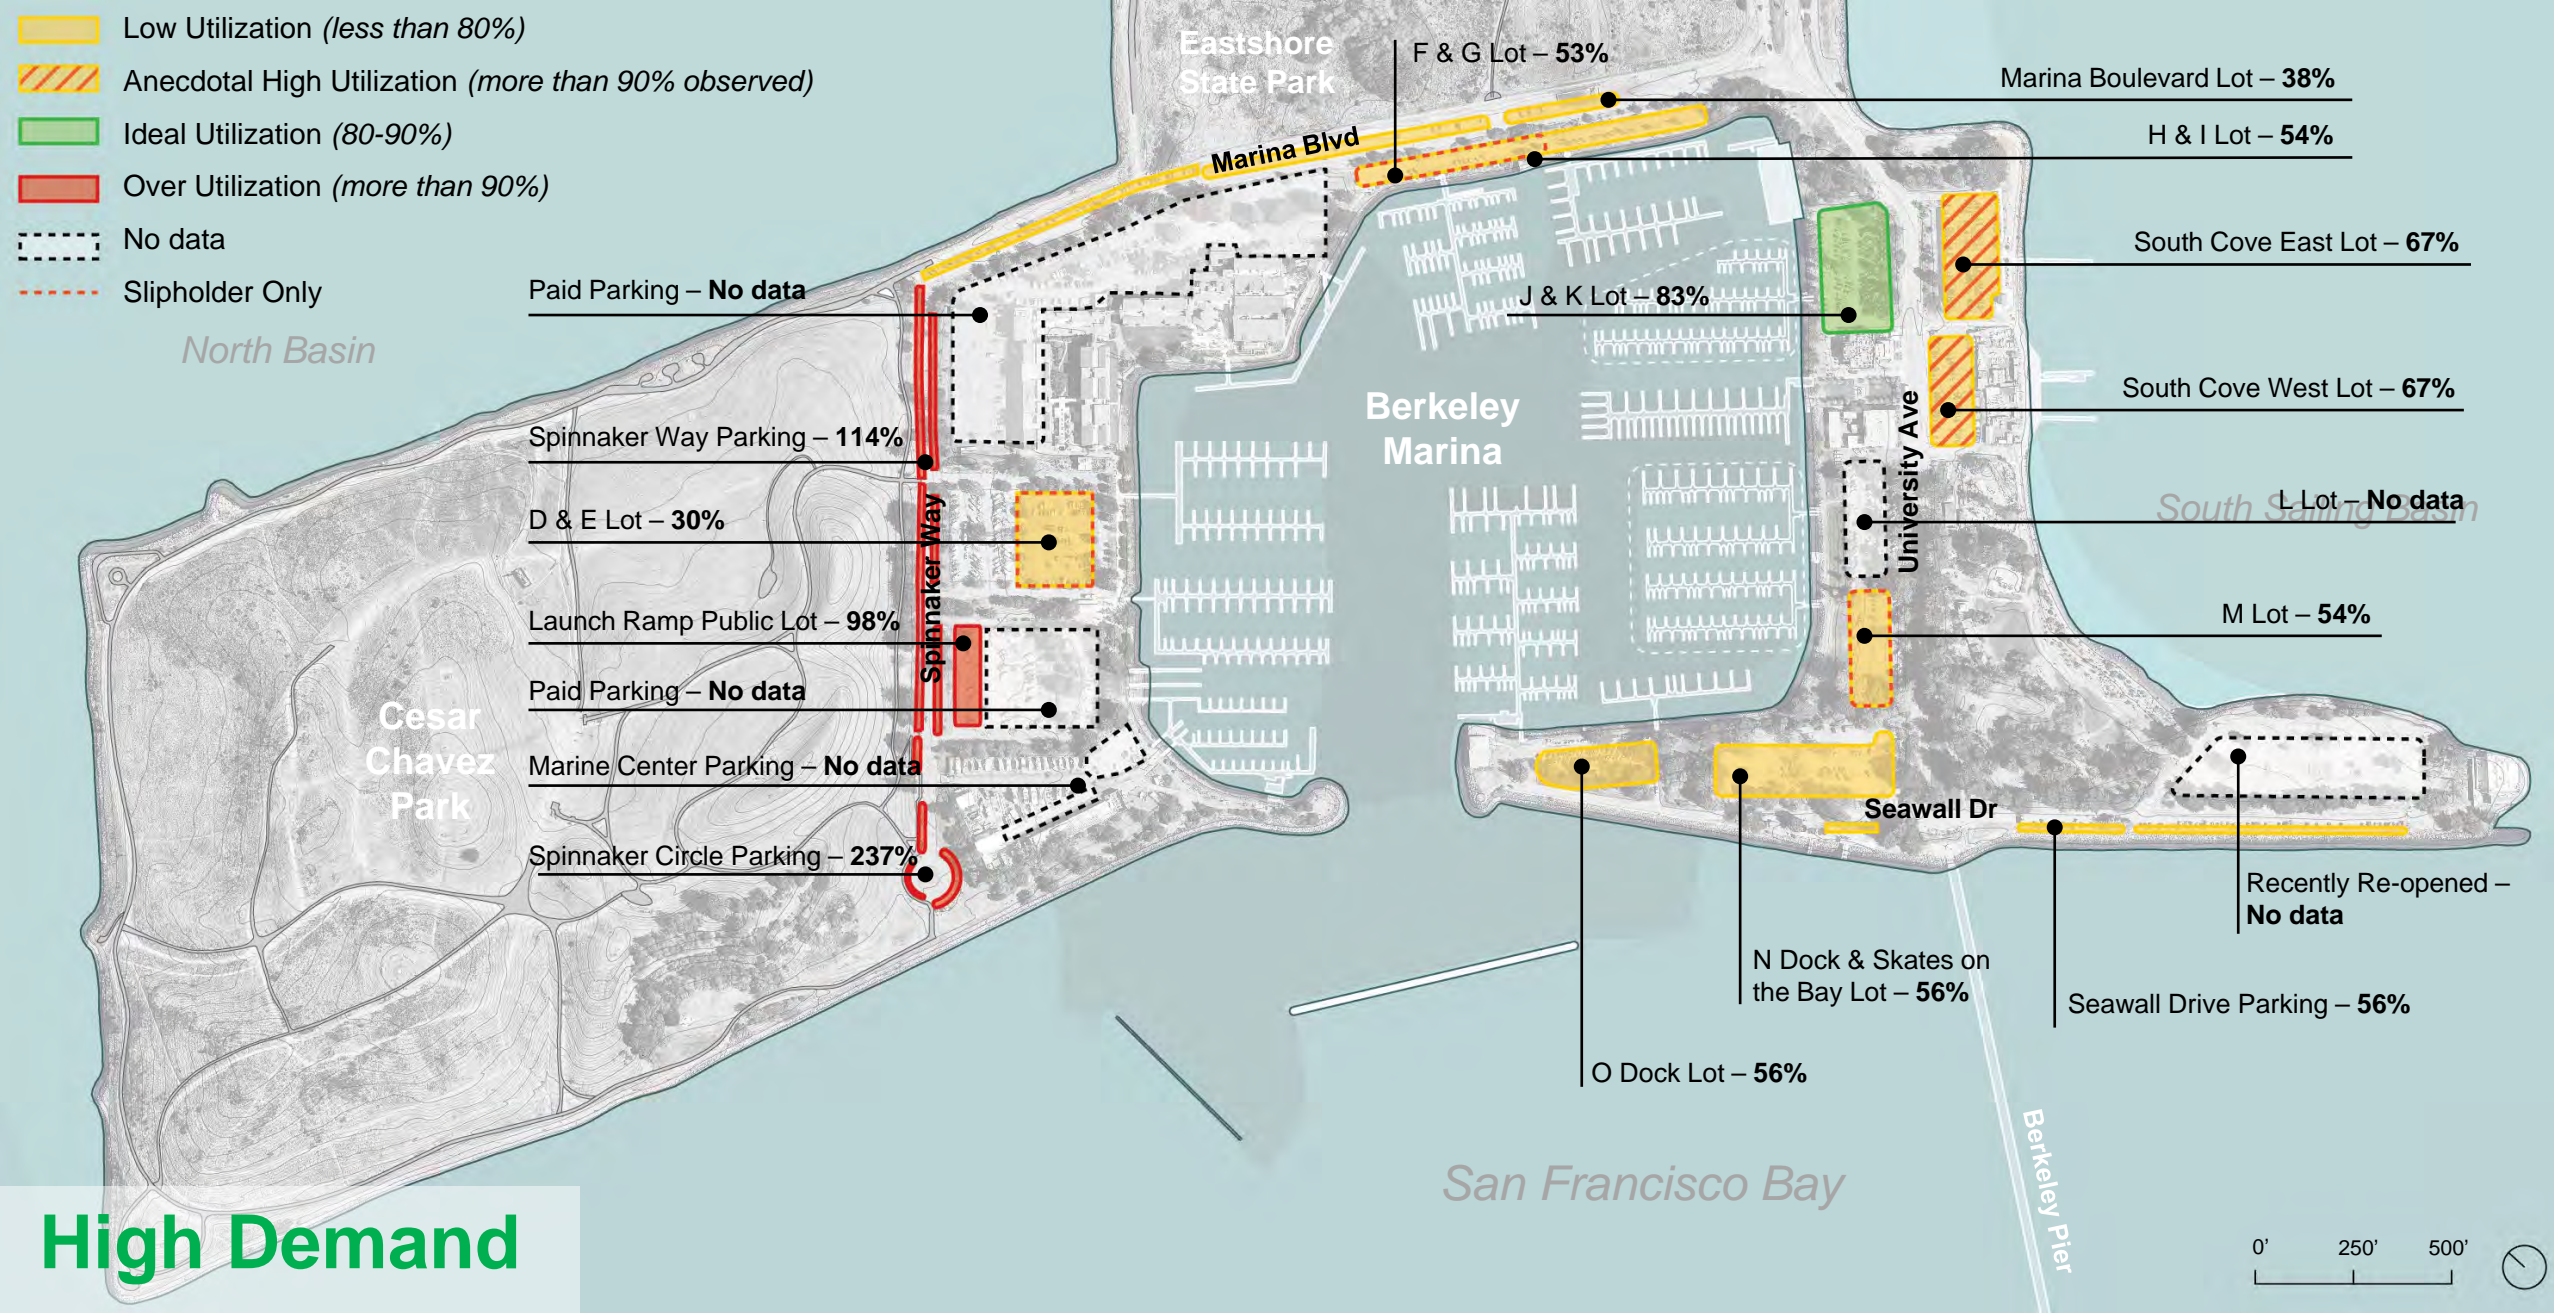 Low Utilization (less than 80%)
Anecdotal High Utilization (more than 90% observed)
Ideal Utilization (80-90%)
Over Utilization (more than 90%)
No data
Slipholder Only
North Basin
Eastshore
State Park
F & G Lot – 53%
Marina Boulevard Lot – 38%
H & I Lot – 54%
Marina Blvd
South Cove East Lot – 67%
Paid Parking – No data
J & K Lot – 83%
South Cove West Lot – 67%
Berkeley
Marina
University Ave
Spinnaker Way Parking – 114%
L Lot – No data
South Sailing Basin
D & E Lot – 30%
Spinnaker Way
Launch Ramp Public Lot – 98%
M Lot – 54%
Paid Parking – No data
Cesar
Chavez
Park
Marine Center Parking – No data
Seawall Dr
Spinnaker Circle Parking – 237%
Recently Re-opened –
No data
N Dock & Skates on
the Bay Lot – 56%
Seawall Drive Parking – 56%
O Dock Lot – 56%
San Francisco Bay
Berkeley Pier
High Demand
0' 250' 500'